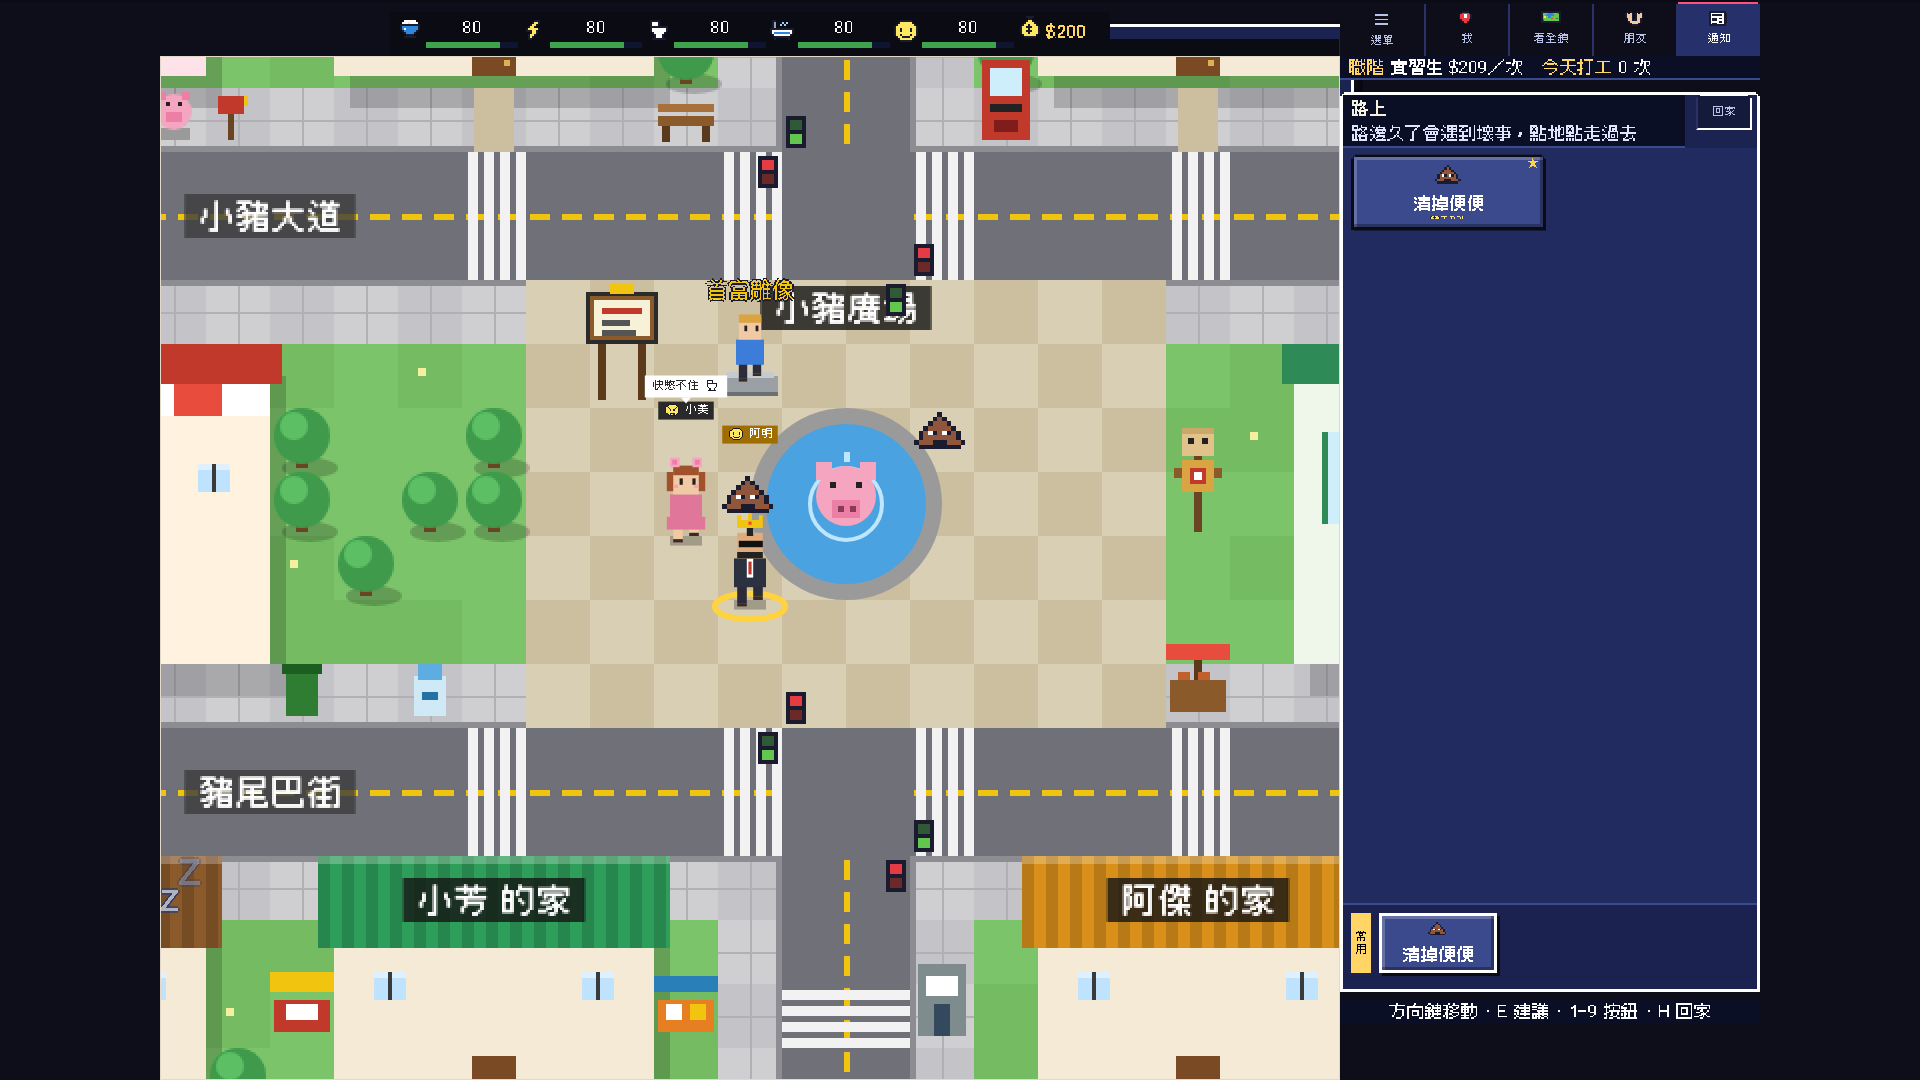 80
80
80
80
80
$200
選單
我
看全鎮
朋友
通知
職階 實習生 $209／次 今天打工 0 次
路上
路邊久了會遇到壞事，點地點走過去
回家
清掉便便
小豬大道
首富雕像
小豬廣場
快憋不住
小美
阿明
豬尾巴街
Z
Z
小芳 的家
阿傑 的家
常用
清掉便便
方向鍵移動 · E 建議 · 1-9 按鈕 · H 回家